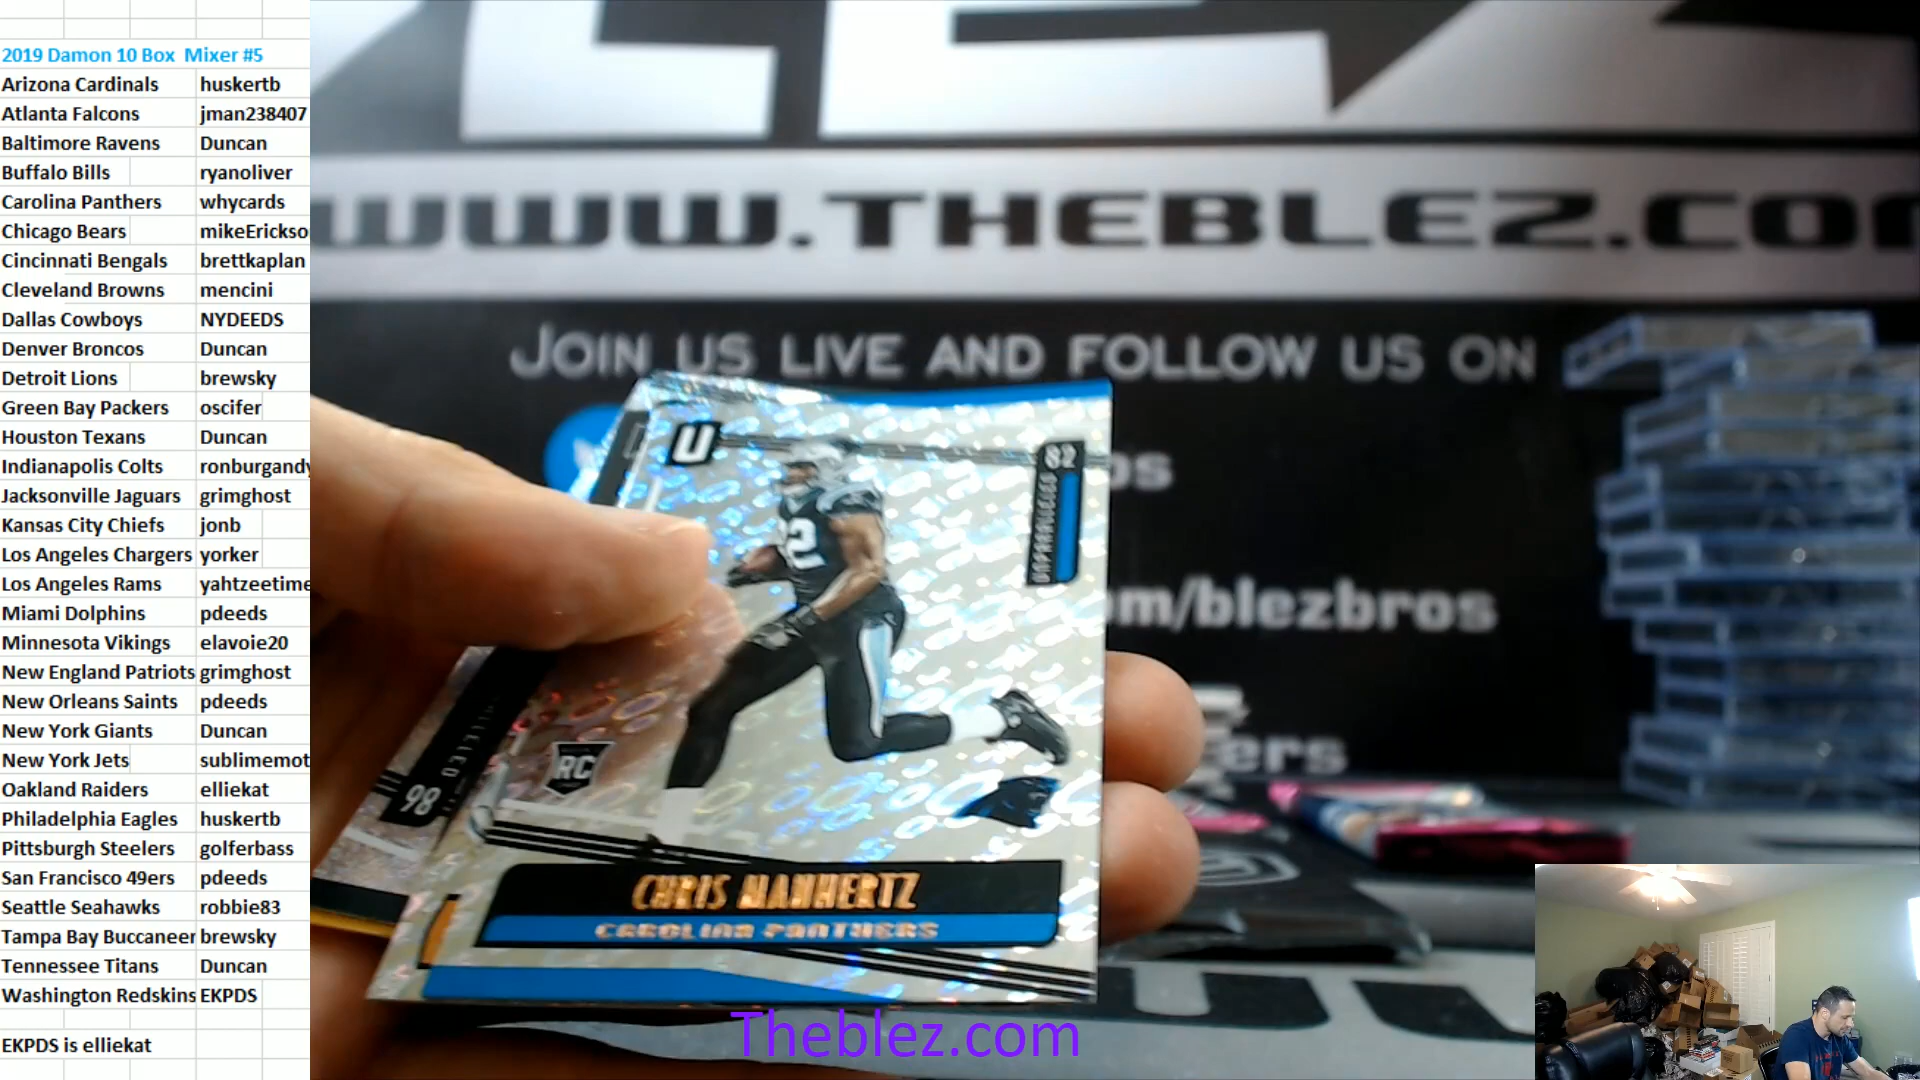 2019 Damon 10 Box Mixer #5
Arizona Cardinals huskertb
Atlanta Falcons jman238407
Baltimore Ravens Duncan
Buffalo Bills ryanoliver
Carolina Panthers whycards
Chicago Bears mikeErickso
Cincinnati Bengals brettkaplan
Cleveland Browns mencini
Dallas Cowboys NYDEEDS
Denver Broncos Duncan
Detroit Lions brewsky
Green Bay Packers oscifer
Houston Texans Duncan
Indianapolis Colts ronburgandy
Jacksonville Jaguars grimghost
Kansas City Chiefs jonb
Los Angeles Chargers yorker
Los Angeles Rams yahtzeetime
Miami Dolphins pdeeds
Minnesota Vikings elavoie20
New England Patriots grimghost
New Orleans Saints pdeeds
New York Giants Duncan
New York Jets sublimemot
Oakland Raiders elliekat
Philadelphia Eagles huskertb
Pittsburgh Steelers golferbass
San Francisco 49ers pdeeds
Seattle Seahawks robbie83
Tampa Bay Buccaneer brewsky
Tennessee Titans Duncan
Washington Redskins EKPDS
EKPDS is elliekat
WWW.THEBLEZ.CO
JOIN US LIVE AND FOLLOW US ON
os
m/blezbros
ers
U
82
UNPARALLELED
RC
98
CHRIS MANHERTZ
CAROLINA PANTHERS
Theblez.com